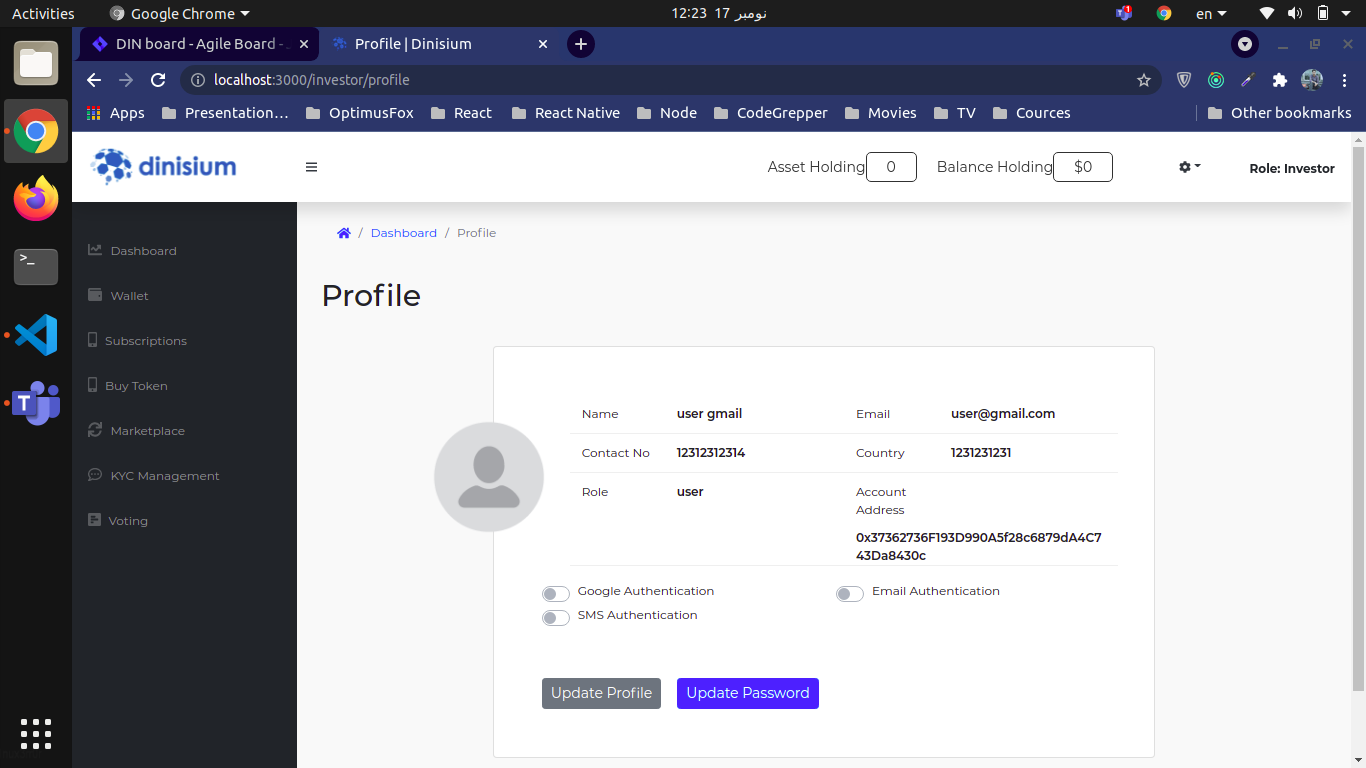 Activities
Google Chrome
12:23 17 نومبر
1
en
DIN board - Agile Board -
Profile | Dinisium
localhost:3000/investor/profile
Apps
Presentation…
OptimusFox
React
React Native
Node
CodeGrepper
Movies
TV
Cources
Other bookmarks
dinisium
Asset Holding 0
Balance Holding $0
Role: Investor
Dashboard
Wallet
Subscriptions
Buy Token
Marketplace
KYC Management
Voting
/ Dashboard / Profile
Profile
Name user gmail Email user@gmail.com
Contact No 12312312314 Country 1231231231
Role user Account
Address
0x37362736F193D990A5f28c6879dA4C7
43Da8430c
Google Authentication Email Authentication
SMS Authentication
Update Profile Update Password
>_
T